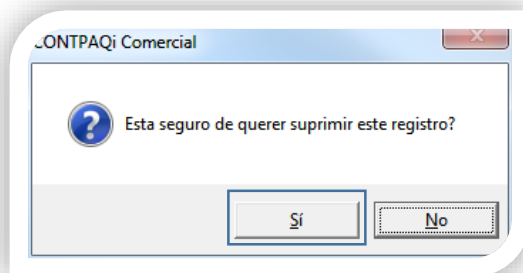 CONTPAQi Comercial
Esta seguro de querer suprimir este registro?
Sí
No